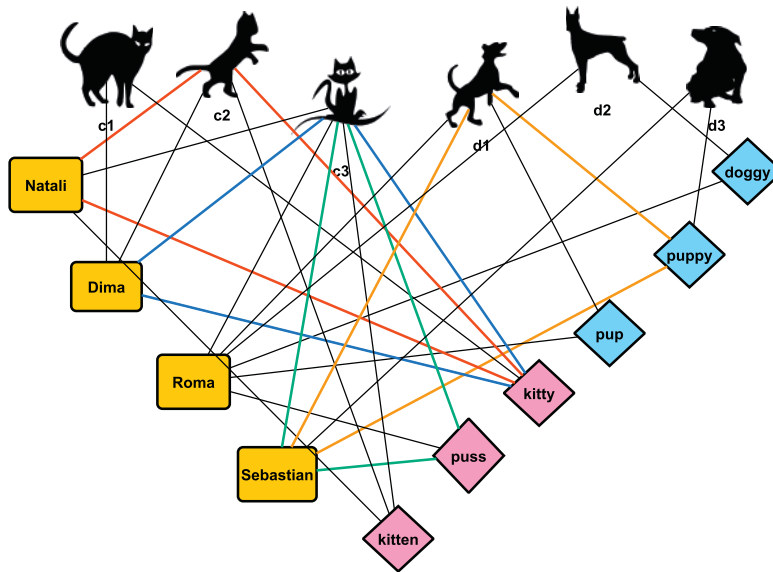 c1
c2
c3
d1
d2
d3
Natali
doggy
puppy
Dima
pup
Roma
kitty
puss
Sebastian
kitten